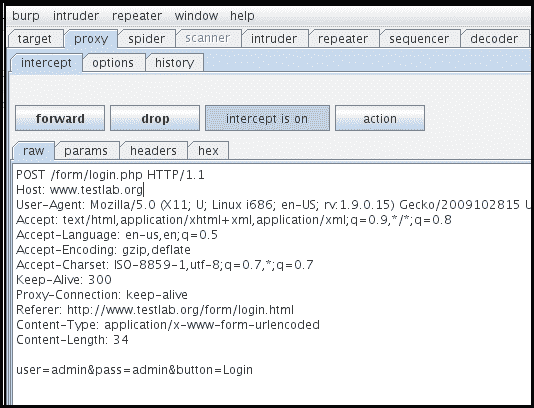 burp intruder repeater window help
target proxy spider scanner intruder repeater sequencer decoder
intercept options history
forward drop intercept is on action
raw params headers hex
POST /form/login.php HTTP/1.1
Host: www.testlab.org
User-Agent: Mozilla/5.0 (X11; U; Linux i686; en-US; rv:1.9.0.15) Gecko/2009102815 U
Accept: text/html,application/xhtml+xml,application/xml;q=0.9,*/*;q=0.8
Accept-Language: en-us,en;q=0.5
Accept-Encoding: gzip,deflate
Accept-Charset: ISO-8859-1,utf-8;q=0.7,*;q=0.7
Keep-Alive: 300
Proxy-Connection: keep-alive
Referer: http://www.testlab.org/form/login.html
Content-Type: application/x-www-form-urlencoded
Content-Length: 34
user=admin&pass=admin&button=Login